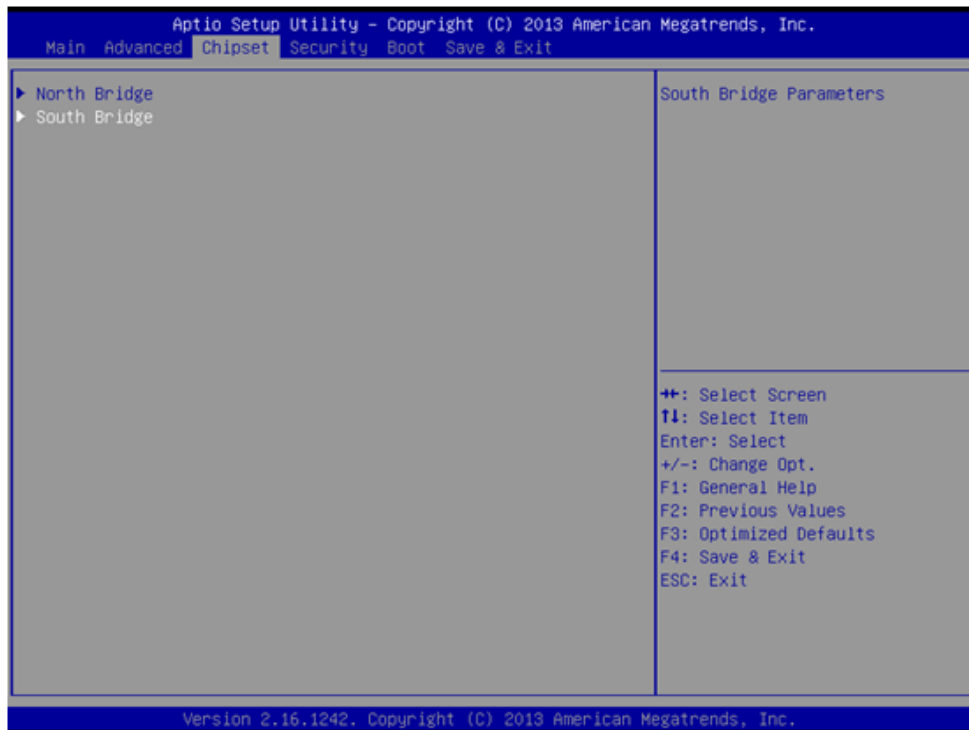 Aptio Setup Utility – Copyright (C) 2013 American Megatrends, Inc.
Main Advanced Chipset Security Boot Save & Exit
► North Bridge
► South Bridge
South Bridge Parameters
→←: Select Screen
↑↓: Select Item
Enter: Select
+/-: Change Opt.
F1: General Help
F2: Previous Values
F3: Optimized Defaults
F4: Save & Exit
ESC: Exit
Version 2.16.1242. Copyright (C) 2013 American Megatrends, Inc.